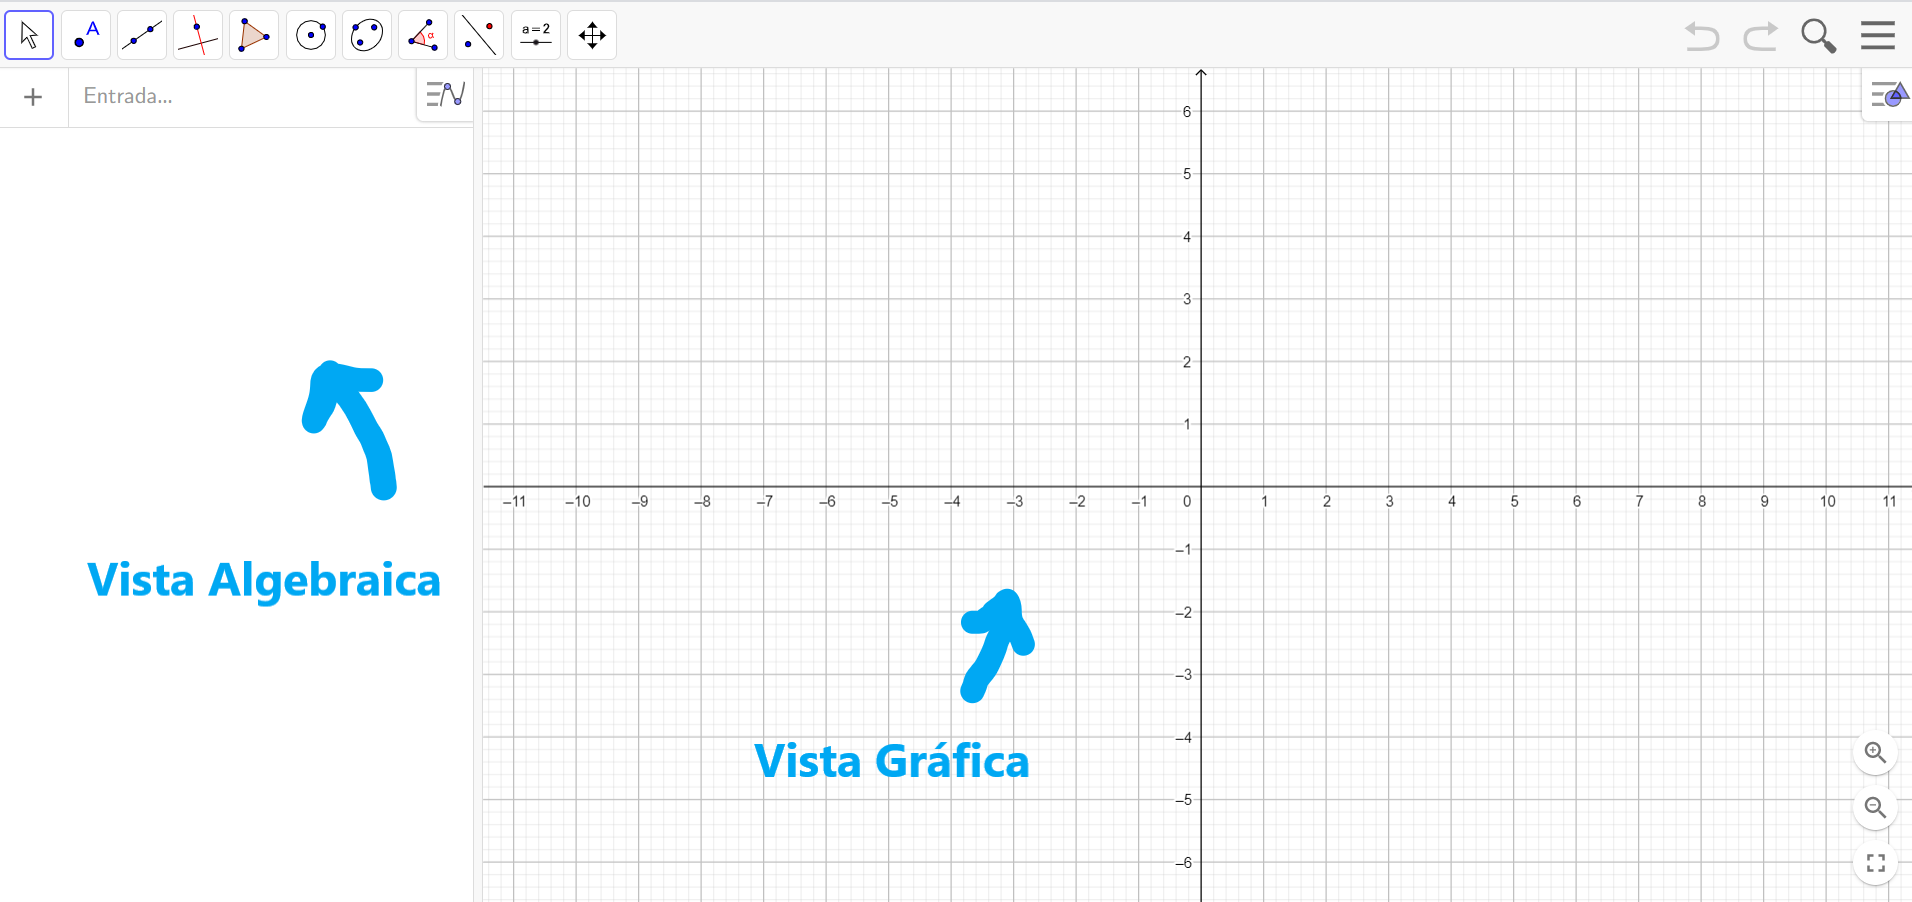 A
α
a = 2
Entrada...
6
5
4
3
2
1
–11 –10 –9 –8 –7 –6 –5 –4 –3 –2 –1 0 1 2 3 4 5 6 7 8 9 10 11
–1
–2
–3
–4
–5
–6
Vista Algebraica
Vista Gráfica